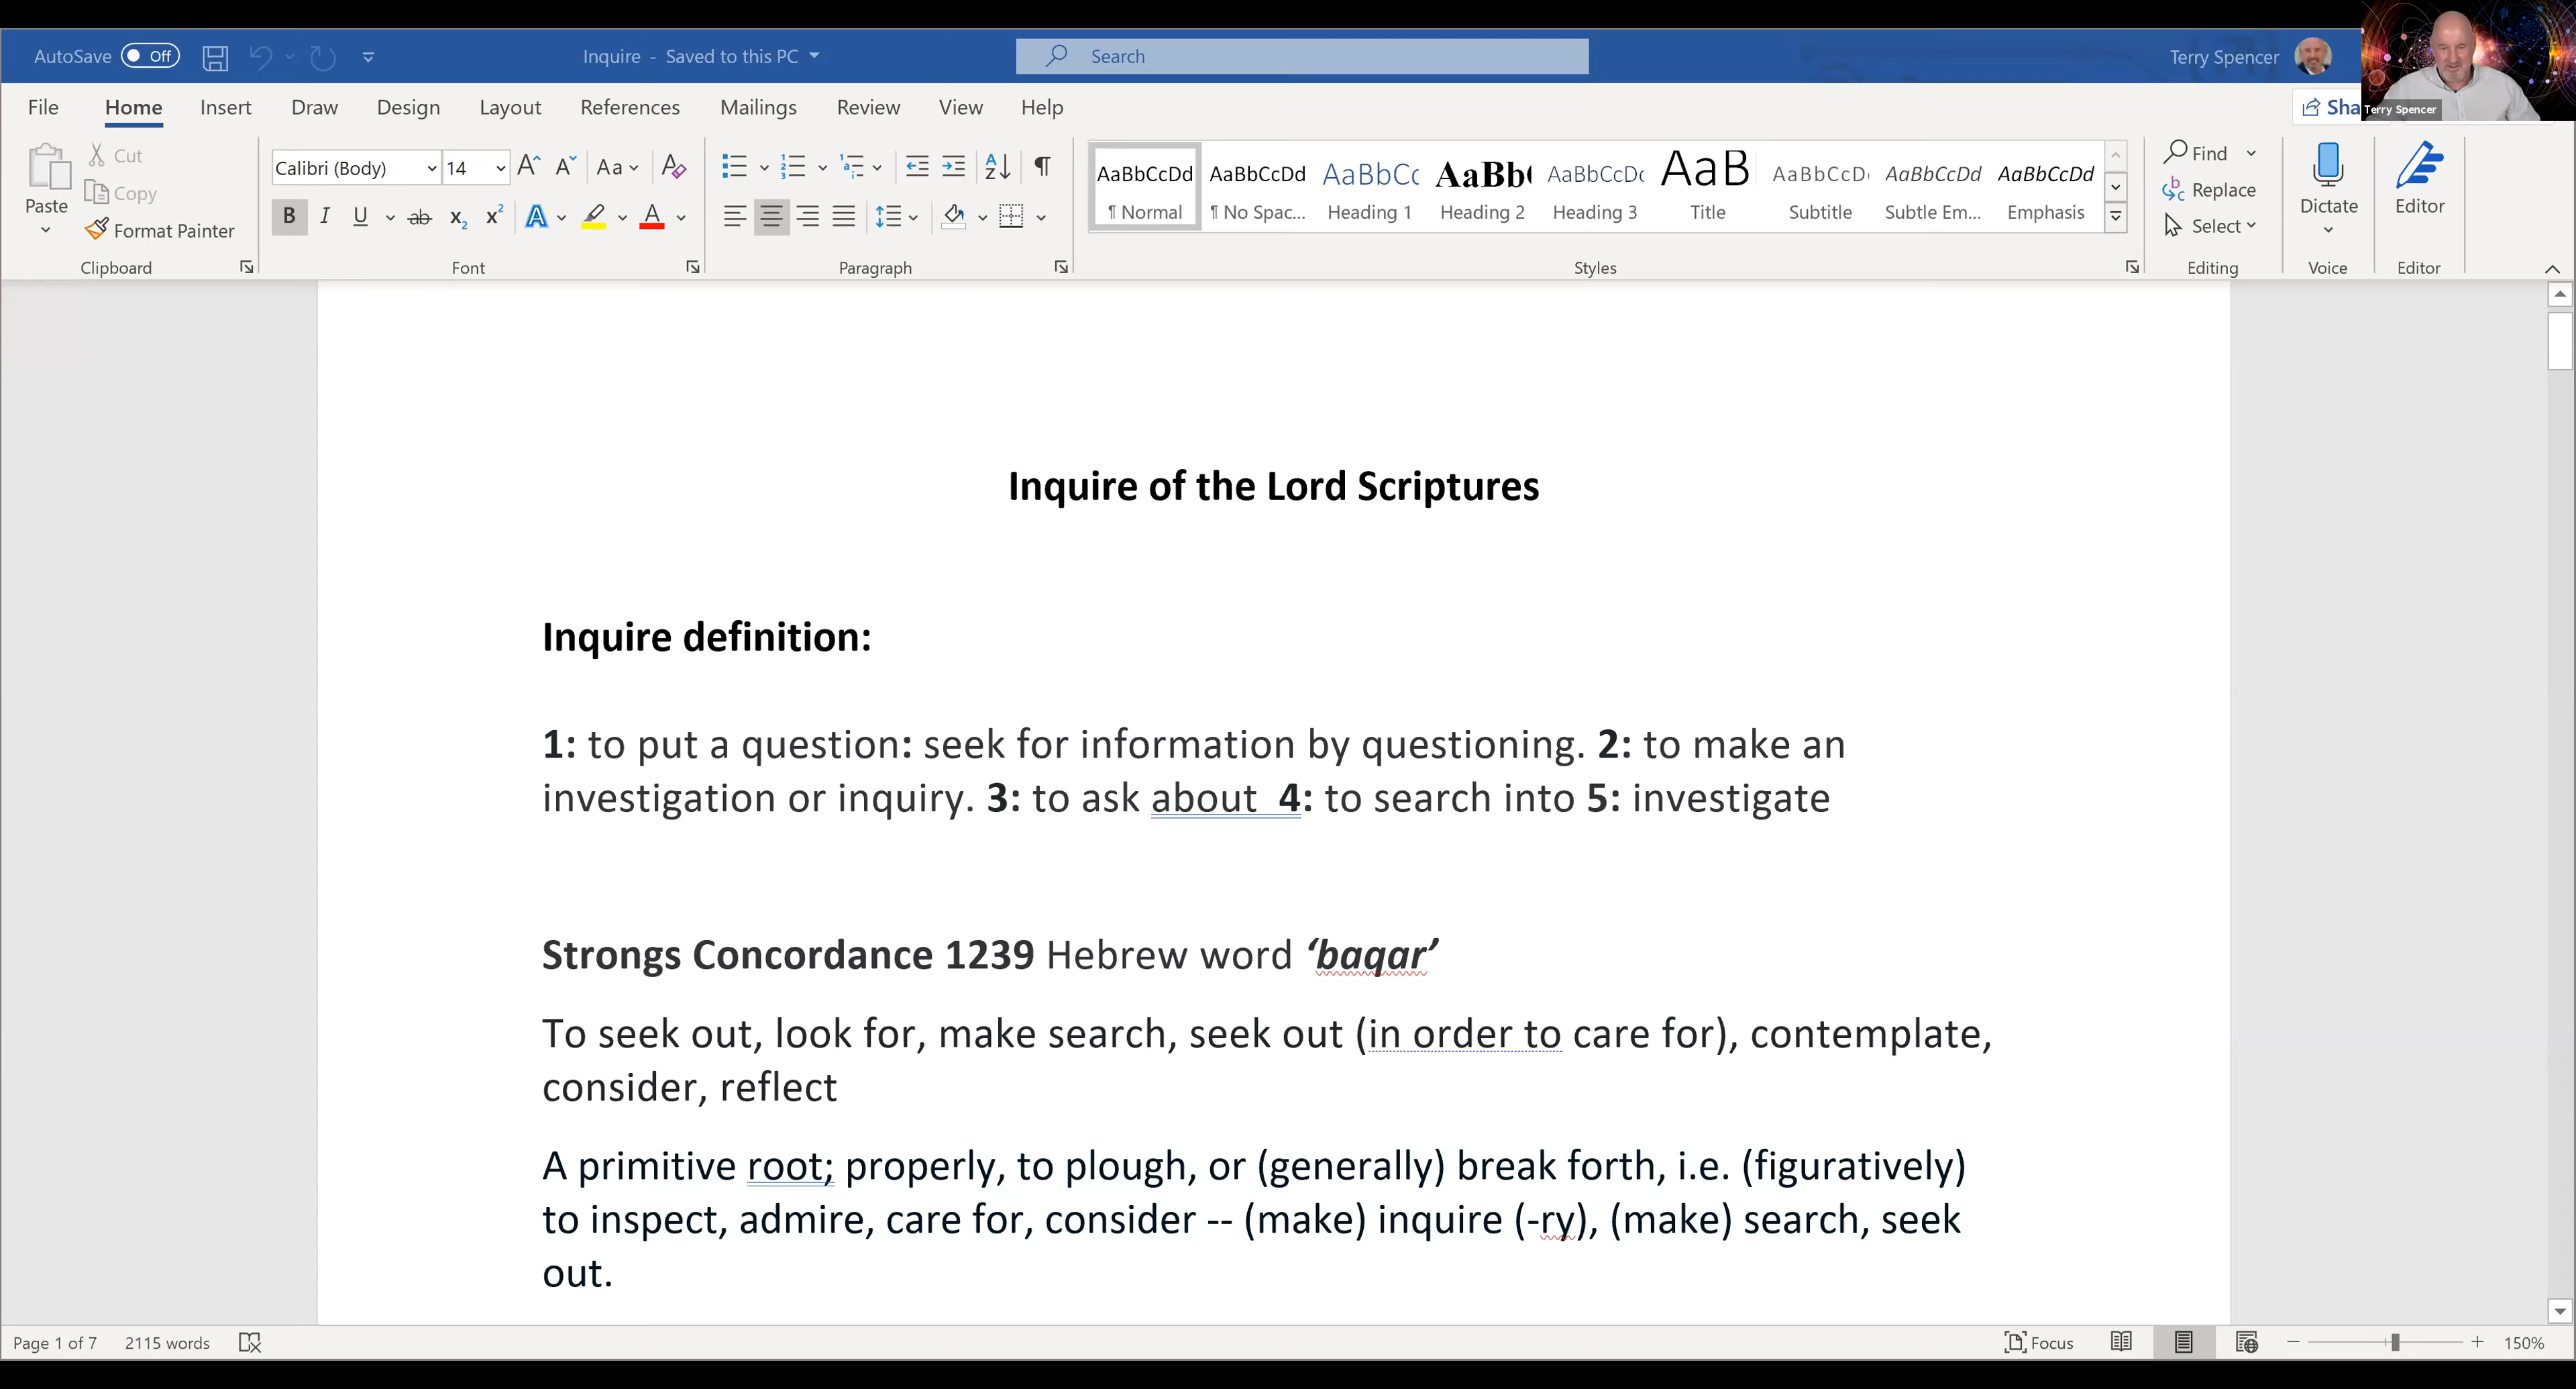 AutoSave Off Inquire - Saved to this PC Search Terry Spencer
File Home Insert Draw Design Layout References Mailings Review View Help Sha Terry Spencer
Paste Cut Copy Format Painter
Calibri (Body) 14 Aa
AaBbCcDd AaBbCcDd AaBbCc AaBb AaBbCcDc AaB AaBbCcD AaBbCcDd AaBbCcDd
¶ Normal ¶ No Spac... Heading 1 Heading 2 Heading 3 Title Subtitle Subtle Em... Emphasis
Find Replace Select Dictate Editor
Clipboard Font Paragraph Styles Editing Voice Editor
Inquire of the Lord Scriptures
Inquire definition:
1: to put a question: seek for information by questioning. 2: to make an
investigation or inquiry. 3: to ask about 4: to search into 5: investigate
Strongs Concordance 1239 Hebrew word ‘baqar’
To seek out, look for, make search, seek out (in order to care for), contemplate,
consider, reflect
A primitive root; properly, to plough, or (generally) break forth, i.e. (figuratively)
to inspect, admire, care for, consider -- (make) inquire (-ry), (make) search, seek
out.
Page 1 of 7 2115 words Focus 150%